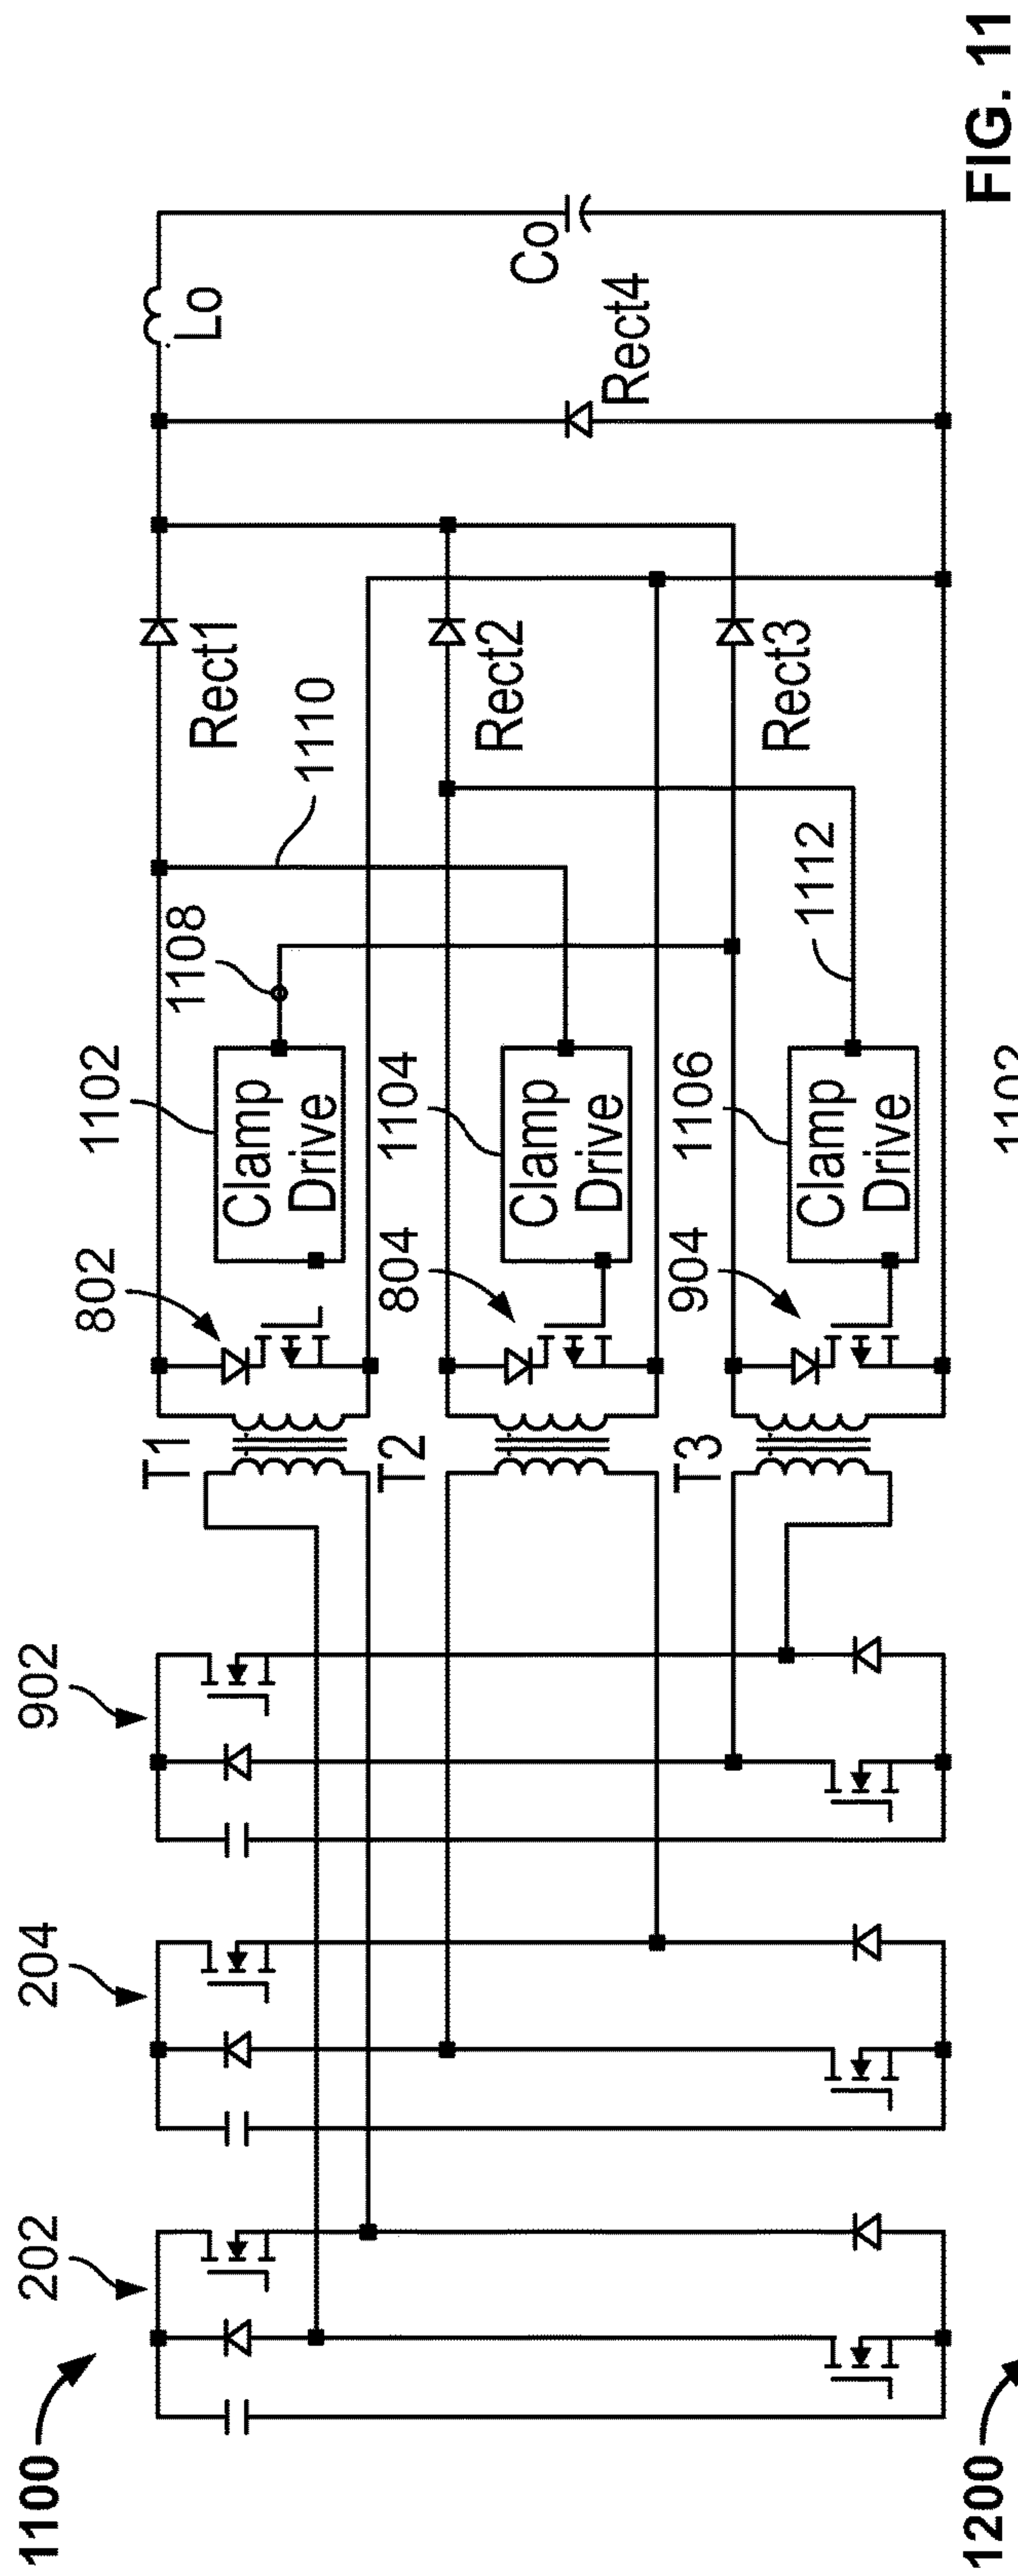 1100
202
204
902
T1
T2
T3
802
804
904
1102
1104
1106
Clamp
Drive
Clamp
Drive
Clamp
Drive
1108
1110
1112
Rect1
Rect2
Rect3
Rect4
Lo
Co
FIG. 11
1200
1102